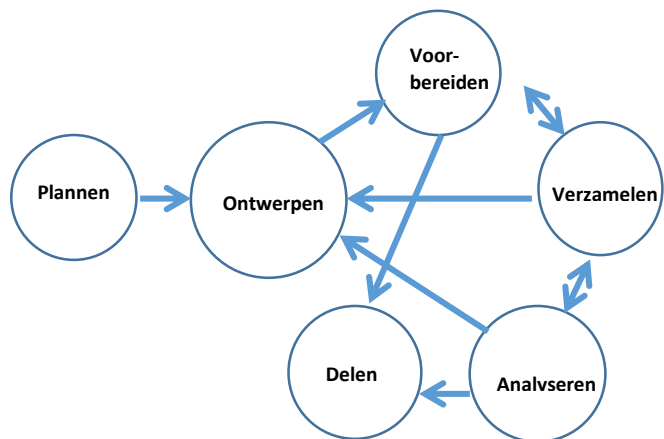 Voor-
bereiden
Plannen
Ontwerpen
Verzamelen
Delen
Analyseren